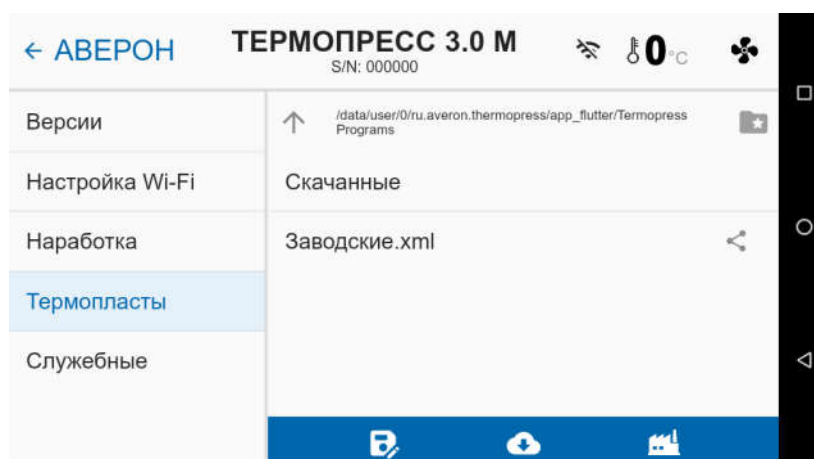 ← АВЕРОН
ТЕРМОПРЕСС 3.0 М
S/N: 000000
0°C
Версии
Настройка Wi-Fi
Наработка
Термопласты
Служебные
/data/user/0/ru.averon.thermopress/app_flutter/Termopress
Programs
Скачанные
Заводские.xml